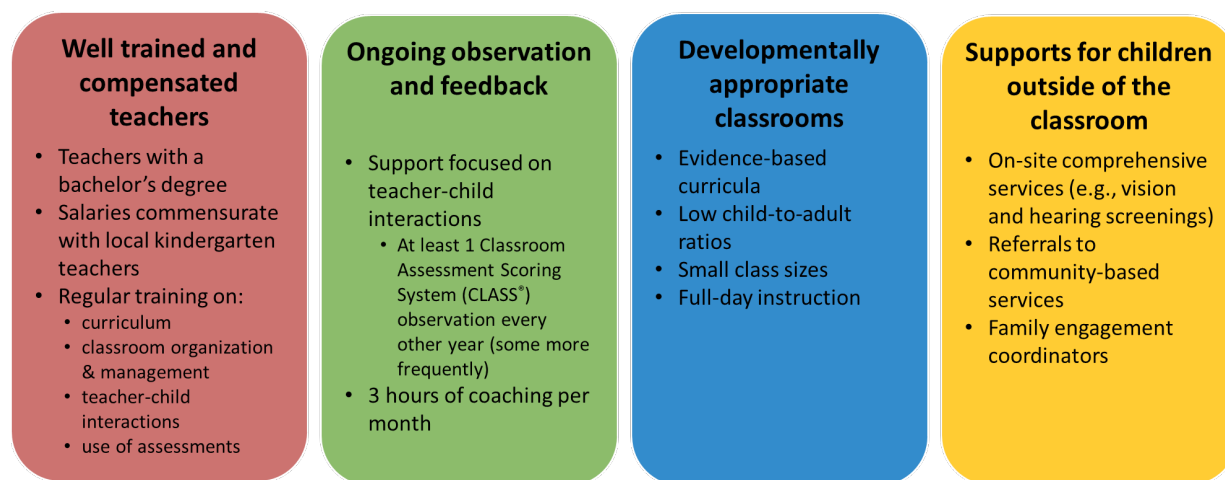 Well trained and
compensated
teachers
• Teachers with a
bachelor’s degree
• Salaries commensurate
with local kindergarten
teachers
• Regular training on:
• curriculum
• classroom organization
& management
• teacher-child
interactions
• use of assessments
Ongoing observation
and feedback
• Support focused on
teacher-child
interactions
• At least 1 Classroom
Assessment Scoring
System (CLASS®)
observation every
other year (some more
frequently)
• 3 hours of coaching per
month
Developmentally
appropriate
classrooms
• Evidence-based
curricula
• Low child-to-adult
ratios
• Small class sizes
• Full-day instruction
Supports for children
outside of the
classroom
• On-site comprehensive
services (e.g., vision
and hearing screenings)
• Referrals to
community-based
services
• Family engagement
coordinators